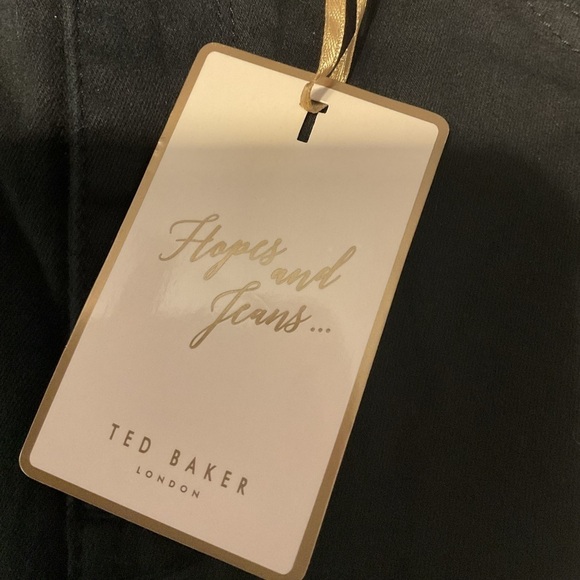 Hopes
and
Jeans...
TED BAKER
LONDON